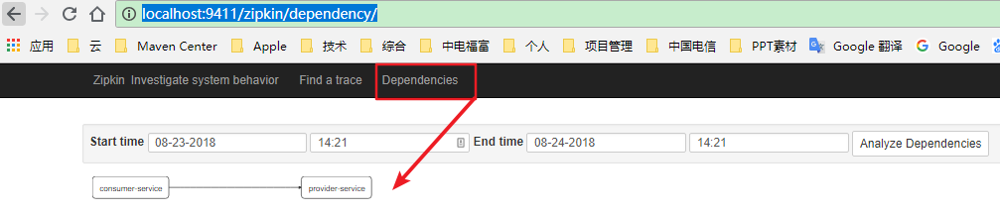 localhost:9411/zipkin/dependency/
应用 云 Maven Center Apple 技术 综合 中电福富 个人 项目管理 中国电信 PPT素材 Google 翻译 Google
Zipkin Investigate system behavior Find a trace Dependencies
Start time 08-23-2018 14:21 End time 08-24-2018 14:21 Analyze Dependencies
consumer-service provider-service